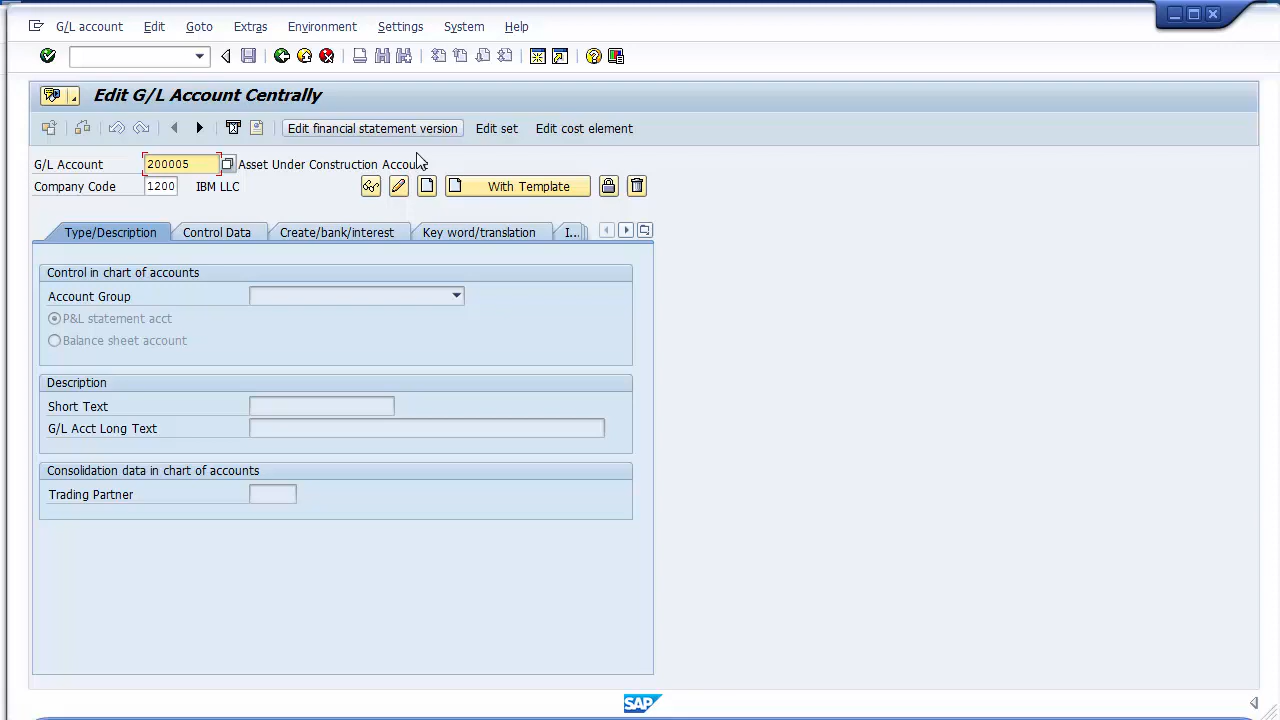 G/L account Edit Goto Extras Environment Settings System Help
Edit G/L Account Centrally
Edit financial statement version Edit set Edit cost element
G/L Account 200005 Asset Under Construction Accou
Company Code 1200 IBM LLC With Template
Type/Description Control Data Create/bank/interest Key word/translation I...
Control in chart of accounts
Account Group
P&L statement acct
Balance sheet account
Description
Short Text
G/L Acct Long Text
Consolidation data in chart of accounts
Trading Partner
SAP